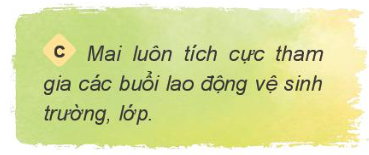 C Mai luôn tích cực tham
gia các buổi lao động vệ sinh
trường, lớp.